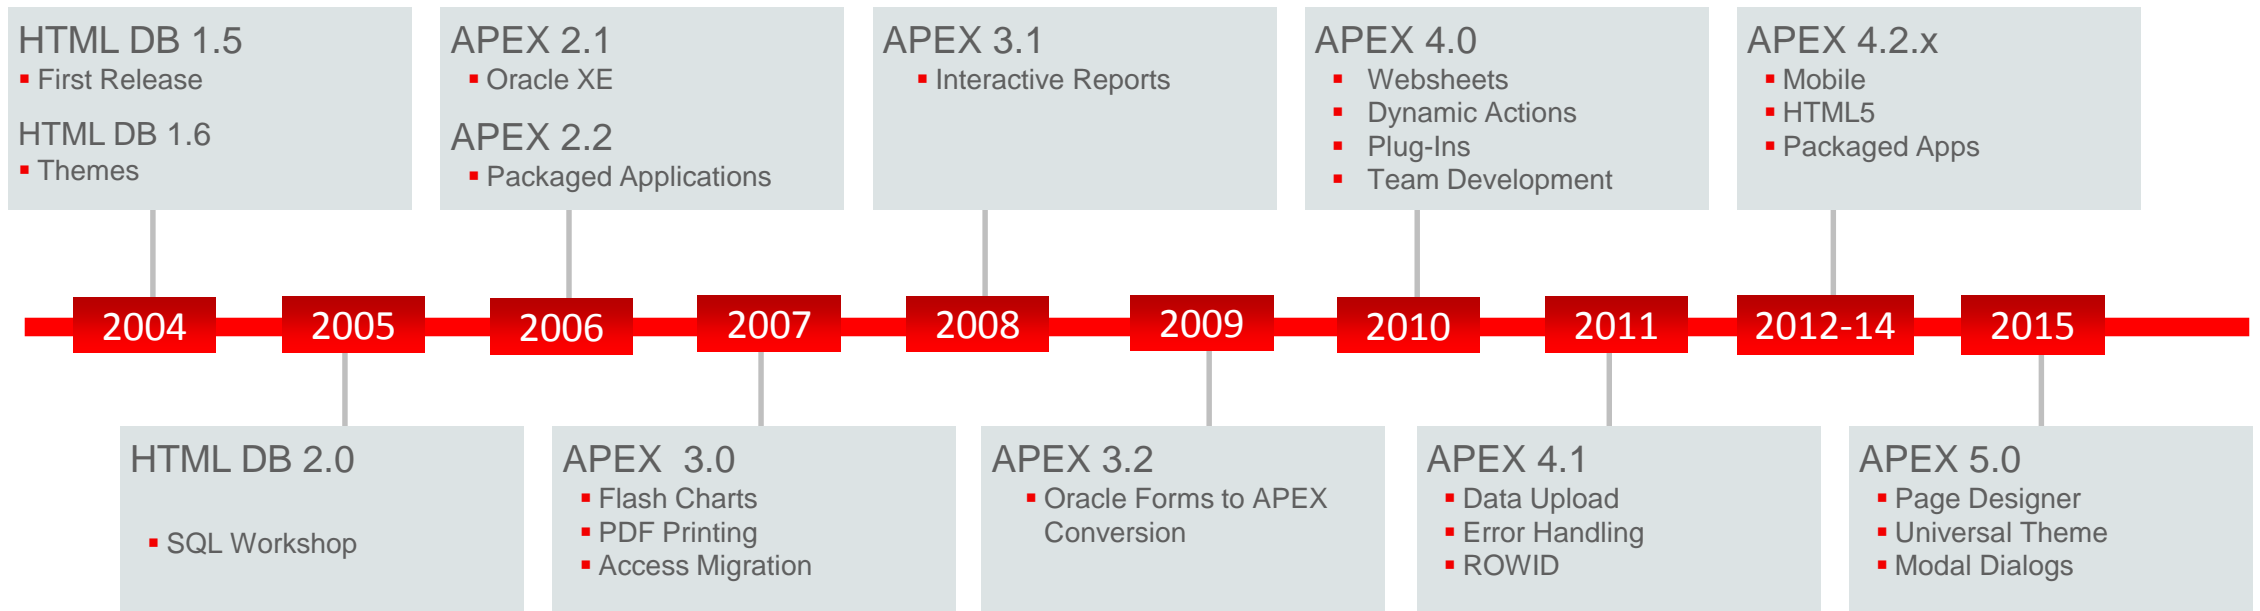 HTML DB 1.5
▪ First Release
HTML DB 1.6
▪ Themes
APEX 2.1
▪ Oracle XE
APEX 2.2
▪ Packaged Applications
APEX 3.1
▪ Interactive Reports
APEX 4.0
▪ Websheets
▪ Dynamic Actions
▪ Plug-Ins
▪ Team Development
APEX 4.2.x
▪ Mobile
▪ HTML5
▪ Packaged Apps
2004
2005
2006
2007
2008
2009
2010
2011
2012-14
2015
HTML DB 2.0
▪ SQL Workshop
APEX 3.0
▪ Flash Charts
▪ PDF Printing
▪ Access Migration
APEX 3.2
▪ Oracle Forms to APEX
Conversion
APEX 4.1
▪ Data Upload
▪ Error Handling
▪ ROWID
APEX 5.0
▪ Page Designer
▪ Universal Theme
▪ Modal Dialogs